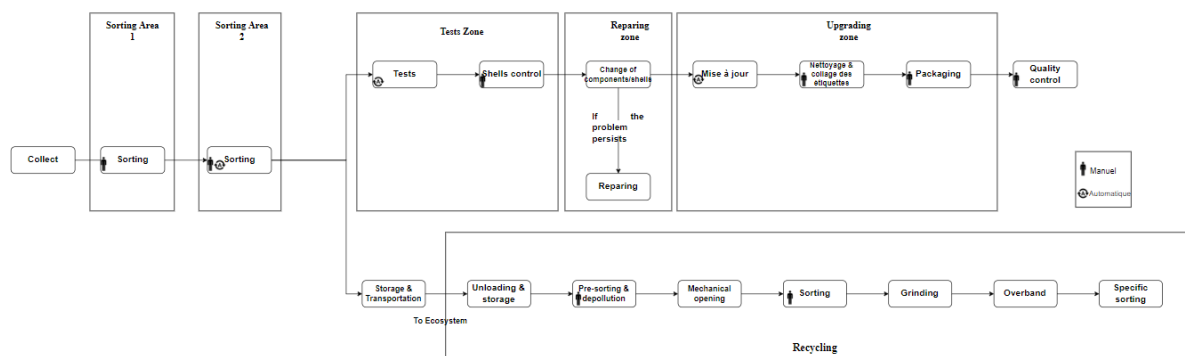 Sorting Area
1
Sorting Area
2
Tests Zone
Reparing
zone
Upgrading
zone
Tests
Shells control
Change of
components/shells
Mise à jour
Nettoyage &
collage des
étiquettes
Packaging
Quality
control
If the
problem
persists
Collect
Sorting
Sorting
Reparing
Manuel
Automatique
Storage &
Transportation
To Ecosystem
Unloading &
storage
Pre-sorting &
depollution
Mechanical
opening
Sorting
Grinding
Overband
Specific
sorting
Recycling